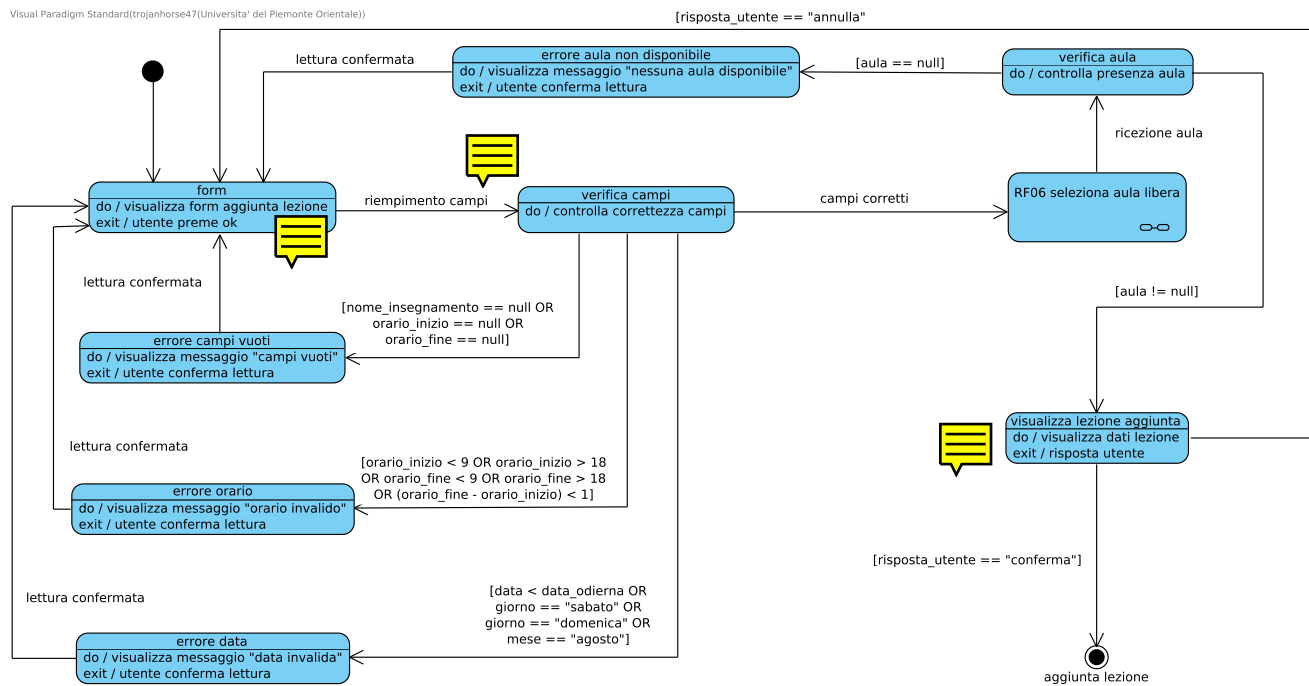 Visual Paradigm Standard(trojanhorse47(Universita' del Piemonte Orientale))
[risposta_utente == "annulla"
lettura confermata
errore aula non disponibile
do / visualizza messaggio "nessuna aula disponibile"
exit / utente conferma lettura
[aula == null]
verifica aula
do / controlla presenza aula
ricezione aula
form
do / visualizza form aggiunta lezione
exit / utente preme ok
riempimento campi
verifica campi
do / controlla correttezza campi
campi corretti
RF06 seleziona aula libera
lettura confermata
[nome_insegnamento == null OR
orario_inizio == null OR
orario_fine == null]
[aula != null]
errore campi vuoti
do / visualizza messaggio "campi vuoti"
exit / utente conferma lettura
visualizza lezione aggiunta
do / visualizza dati lezione
exit / risposta utente
lettura confermata
[orario_inizio < 9 OR orario_inizio > 18
OR orario_fine < 9 OR orario_fine > 18
OR (orario_fine - orario_inizio) < 1]
errore orario
do / visualizza messaggio "orario invalido"
exit / utente conferma lettura
[risposta_utente == "conferma"]
lettura confermata
[data < data_odierna OR
giorno == "sabato" OR
giorno == "domenica" OR
mese == "agosto"]
errore data
do / visualizza messaggio "data invalida"
exit / utente conferma lettura
aggiunta lezione